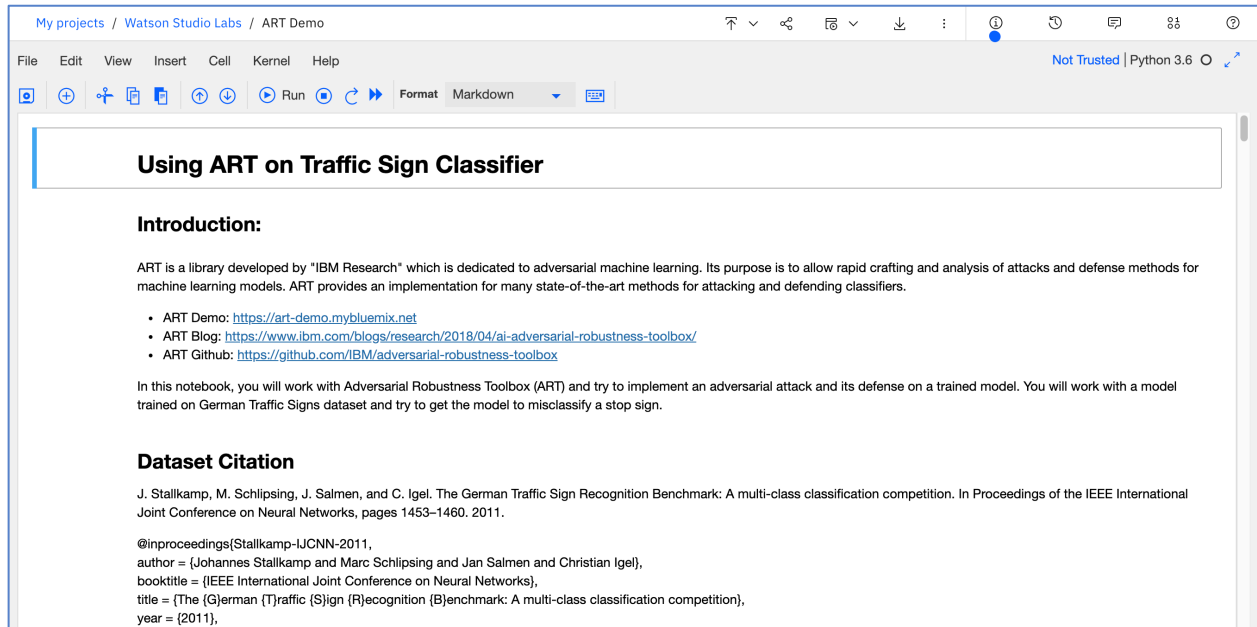 My projects / Watson Studio Labs / ART Demo
File Edit View Insert Cell Kernel Help
Not Trusted | Python 3.6
Run
Format Markdown
Using ART on Traffic Sign Classifier
Introduction:
ART is a library developed by "IBM Research" which is dedicated to adversarial machine learning. Its purpose is to allow rapid crafting and analysis of attacks and defense methods for
machine learning models. ART provides an implementation for many state-of-the-art methods for attacking and defending classifiers.
• ART Demo: https://art-demo.mybluemix.net
• ART Blog: https://www.ibm.com/blogs/research/2018/04/ai-adversarial-robustness-toolbox/
• ART Github: https://github.com/IBM/adversarial-robustness-toolbox
In this notebook, you will work with Adversarial Robustness Toolbox (ART) and try to implement an adversarial attack and its defense on a trained model. You will work with a model
trained on German Traffic Signs dataset and try to get the model to misclassify a stop sign.
Dataset Citation
J. Stallkamp, M. Schlipsing, J. Salmen, and C. Igel. The German Traffic Sign Recognition Benchmark: A multi-class classification competition. In Proceedings of the IEEE International
Joint Conference on Neural Networks, pages 1453–1460. 2011.
@inproceedings{Stallkamp-IJCNN-2011,
author = {Johannes Stallkamp and Marc Schlipsing and Jan Salmen and Christian Igel},
booktitle = {IEEE International Joint Conference on Neural Networks},
title = {The {G}erman {T}raffic {S}ign {R}ecognition {B}enchmark: A multi-class classification competition},
year = {2011},